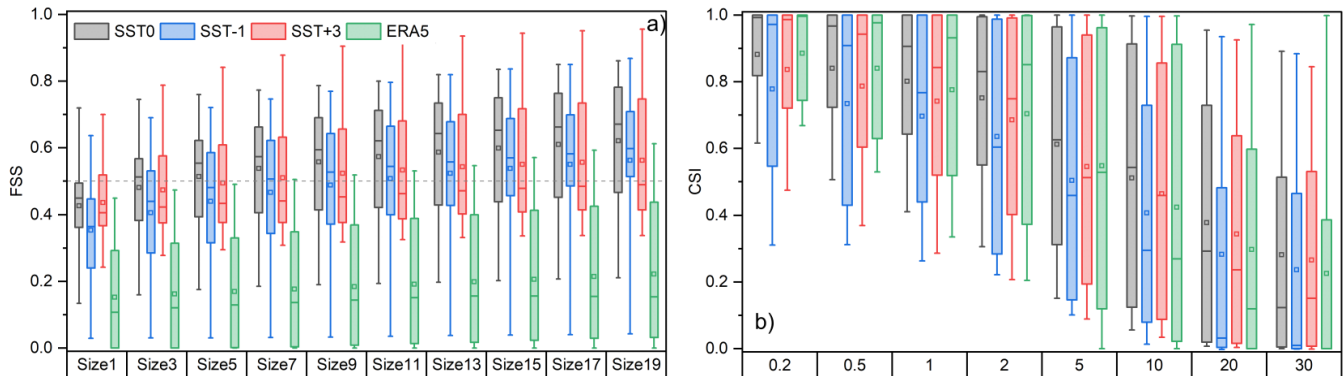 1.0
0.8
0.6
0.4
0.2
0.0
FSS
SST0 SST-1 SST+3 ERA5
a)
Size1 Size3 Size5 Size7 Size9 Size11 Size13 Size15 Size17 Size19
1.0
0.8
0.6
0.4
0.2
0.0
CSI
b)
0.2 0.5 1 2 5 10 20 30